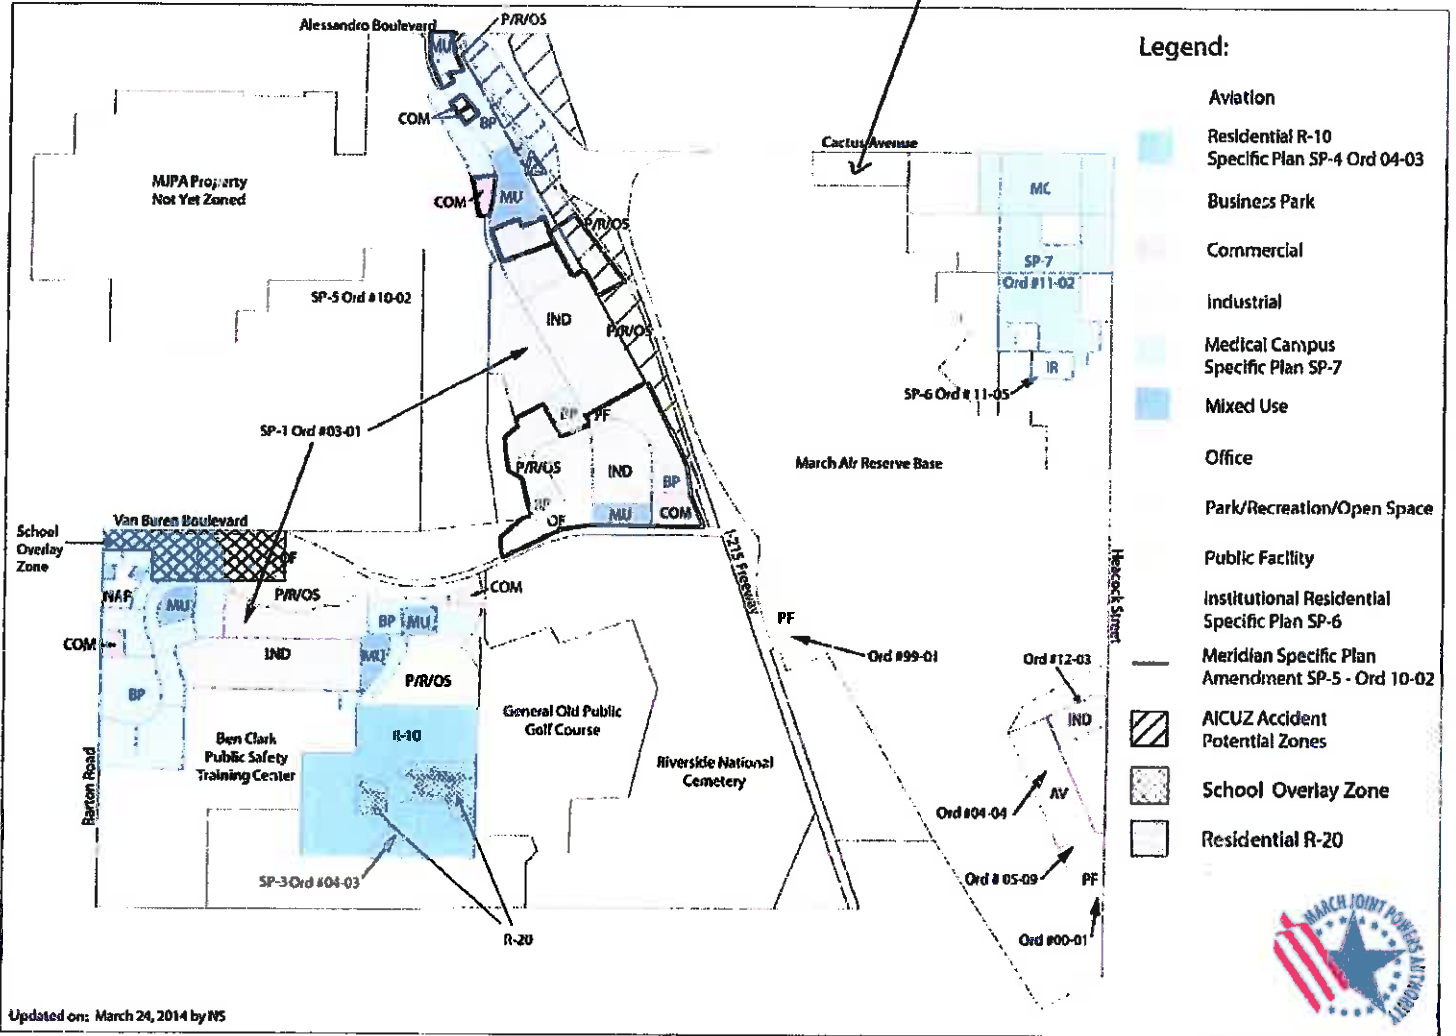 Alessandro Boulevard
P/R/OS
MU
COM
BP
MJPA Property
Not Yet Zoned
COM
MU
P/R/OS
SP-5 Ord #10-02
IND
P/R/OS
Cactus Avenue
MC
SP-7
Ord #11-02
IR
SP-6 Ord # 11-05
SP-1 Ord #03-01
BP
PF
P/R/OS
IND
BP
BP
OF
MU
COM
March Air Reserve Base
Van Buren Boulevard
School
Overlay
Zone
OF
NAP
MU
P/R/OS
COM
BP
MU
COM
IND
MU
P/R/OS
BP
Ben Clark
Public Safety
Training Center
R-10
General Old Public
Golf Course
Riverside National
Cemetery
Barton Road
SP-3 Ord #04-03
R-20
I-215 Freeway
PF
Ord #99-01
Heacock Street
Ord #12-03
IND
AV
Ord #04-04
Ord # 05-09
PF
Ord #00-01
Legend:
Aviation
Residential R-10
Specific Plan SP-4 Ord 04-03
Business Park
Commercial
Industrial
Medical Campus
Specific Plan SP-7
Mixed Use
Office
Park/Recreation/Open Space
Public Facility
Institutional Residential
Specific Plan SP-6
Meridian Specific Plan
Amendment SP-5 - Ord 10-02
AICUZ Accident
Potential Zones
School Overlay Zone
Residential R-20
MARCH JOINT POWERS AUTHORITY
Updated on: March 24, 2014 by NS